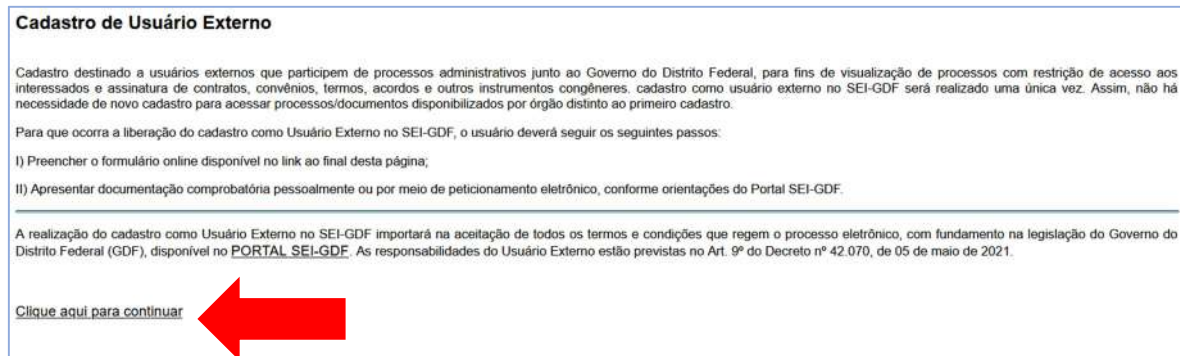 Cadastro de Usuário Externo
Cadastro destinado a usuários externos que participem de processos administrativos junto ao Governo do Distrito Federal, para fins de visualização de processos com restrição de acesso aos
interessados e assinatura de contratos, convênios, termos, acordos e outros instrumentos congêneres. cadastro como usuário externo no SEI-GDF será realizado uma única vez. Assim, não há
necessidade de novo cadastro para acessar processos/documentos disponibilizados por órgão distinto ao primeiro cadastro.
Para que ocorra a liberação do cadastro como Usuário Externo no SEI-GDF, o usuário deverá seguir os seguintes passos:
I) Preencher o formulário online disponível no link ao final desta página;
II) Apresentar documentação comprobatória pessoalmente ou por meio de peticionamento eletrônico, conforme orientações do Portal SEI-GDF.
A realização do cadastro como Usuário Externo no SEI-GDF importará na aceitação de todos os termos e condições que regem o processo eletrônico, com fundamento na legislação do Governo do
Distrito Federal (GDF), disponível no PORTAL SEI-GDF. As responsabilidades do Usuário Externo estão previstas no Art. 9º do Decreto nº 42.070, de 05 de maio de 2021.
Clique aqui para continuar